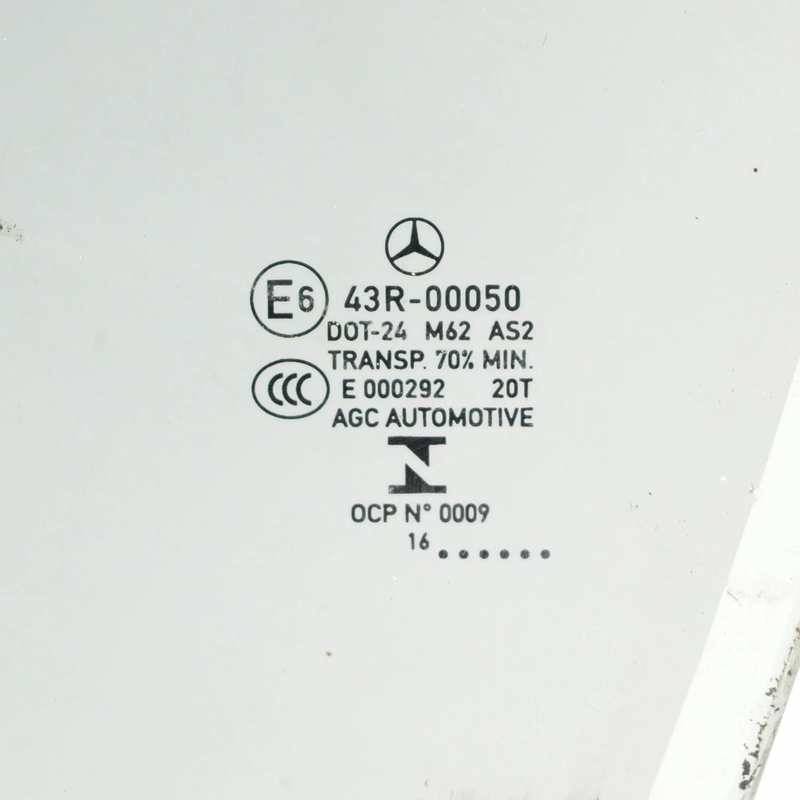 E6 43R-00050
DOT-24 M62 AS2
TRANSP. 70% MIN.
CCC E 000292 20T
AGC AUTOMOTIVE
OCP N° 0009
16 ......